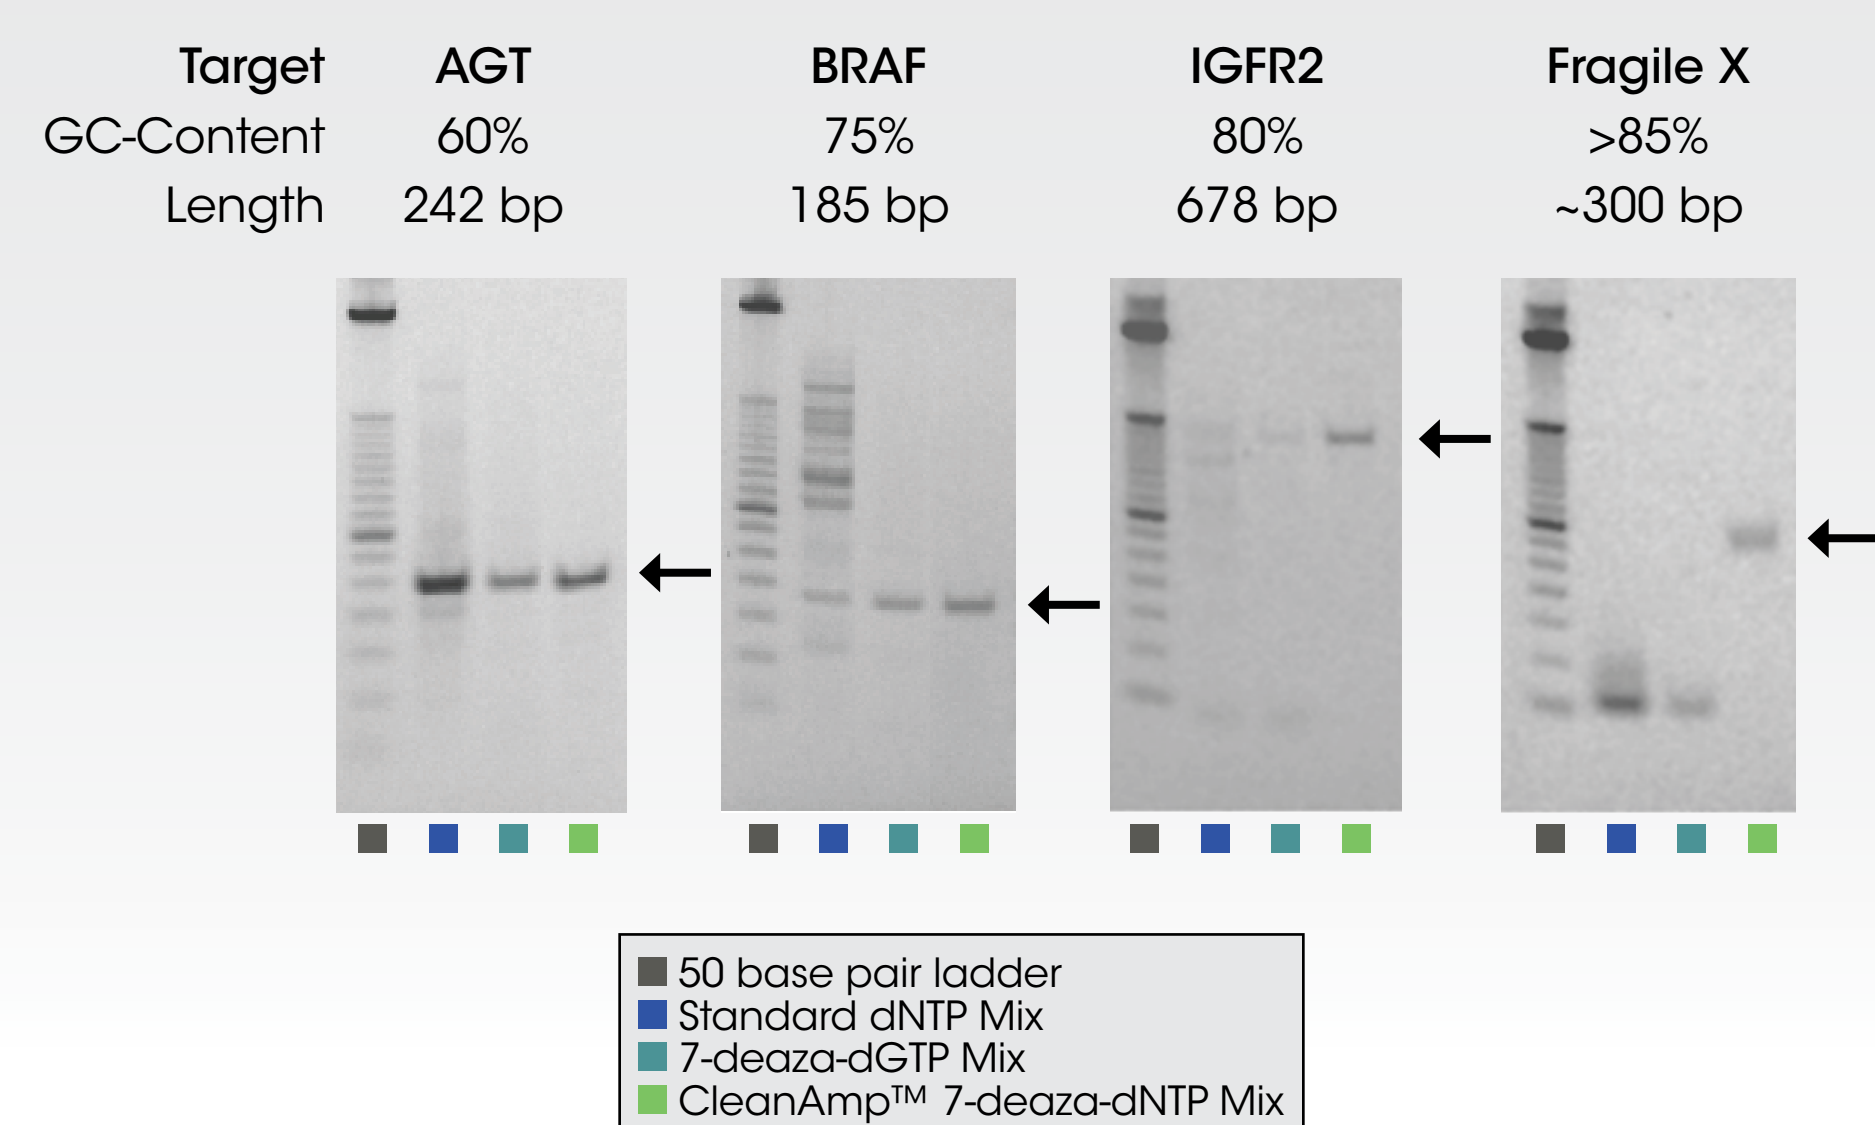 Target AGT BRAF IGFR2 Fragile X
GC-Content 60% 75% 80% >85%
Length 242 bp 185 bp 678 bp ~300 bp
50 base pair ladder
Standard dNTP Mix
7-deaza-dGTP Mix
CleanAmp™ 7-deaza-dNTP Mix